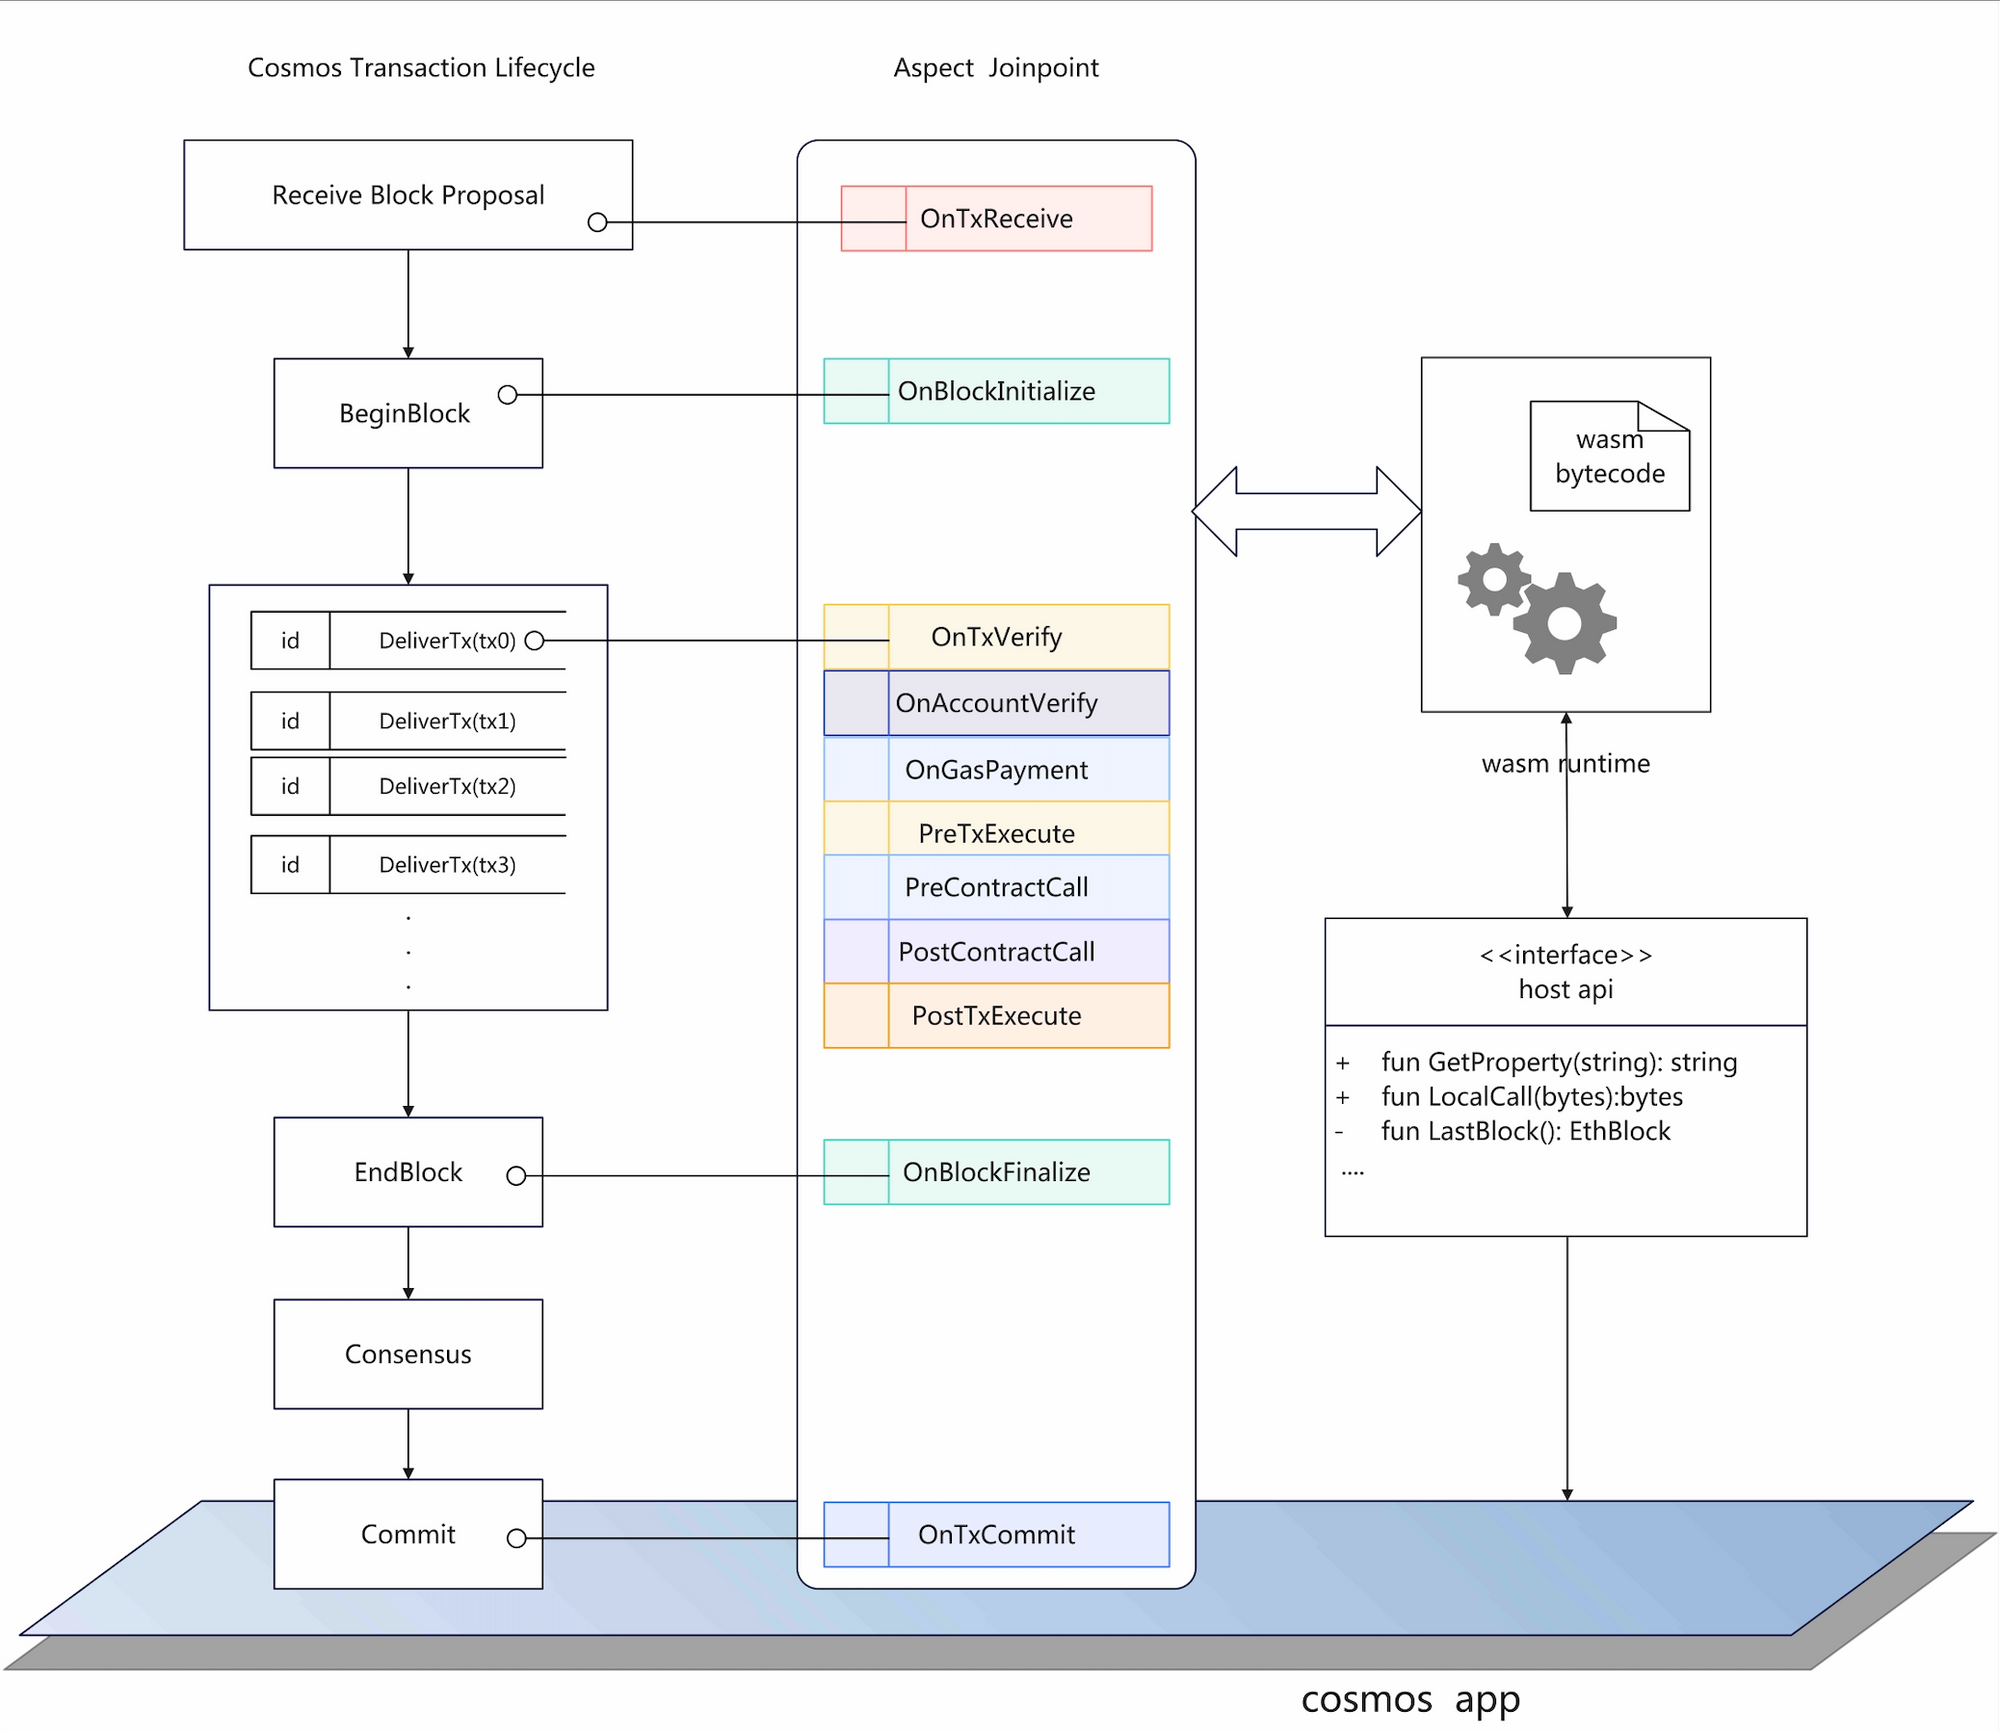 Cosmos Transaction Lifecycle
Aspect Joinpoint
Receive Block Proposal
OnTxReceive
BeginBlock
OnBlockInitialize
wasm
bytecode
id DeliverTx(tx0)
id DeliverTx(tx1)
id DeliverTx(tx2)
id DeliverTx(tx3)
.
.
.
OnTxVerify
OnAccountVerify
OnGasPayment
PreTxExecute
PreContractCall
PostContractCall
PostTxExecute
wasm runtime
<<interface>>
host api
+ fun GetProperty(string): string
+ fun LocalCall(bytes):bytes
- fun LastBlock(): EthBlock
....
EndBlock
OnBlockFinalize
Consensus
Commit
OnTxCommit
cosmos app